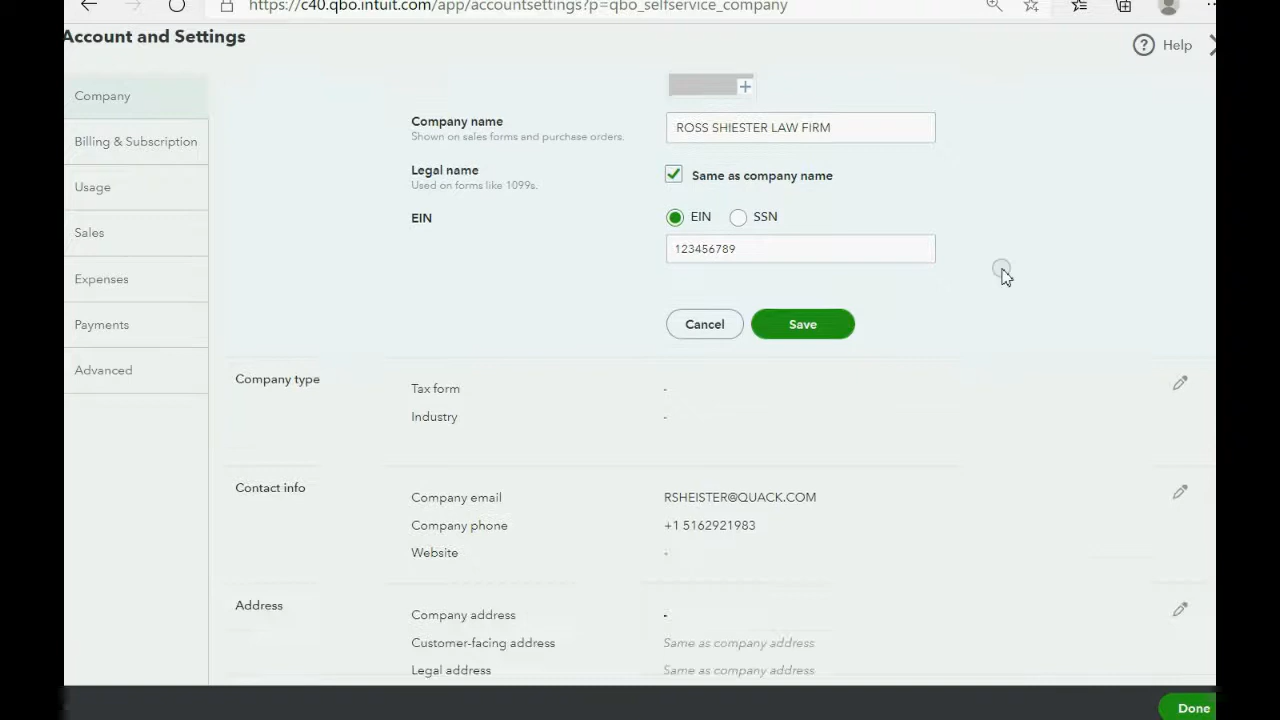 https://c40.qbo.intuit.com/app/accountsettings?p=qbo_selfservice_company
Account and Settings
Help
Company
Billing & Subscription
Usage
Sales
Expenses
Payments
Advanced
Company name
Shown on sales forms and purchase orders.
ROSS SHIESTER LAW FIRM
Legal name
Used on forms like 1099s.
Same as company name
EIN
EIN
SSN
123456789
Cancel
Save
Company type
Tax form
-
Industry
-
Contact info
Company email
RSHEISTER@QUACK.COM
Company phone
+1 5162921983
Website
-
Address
Company address
-
Customer-facing address
Same as company address
Legal address
Same as company address
Done